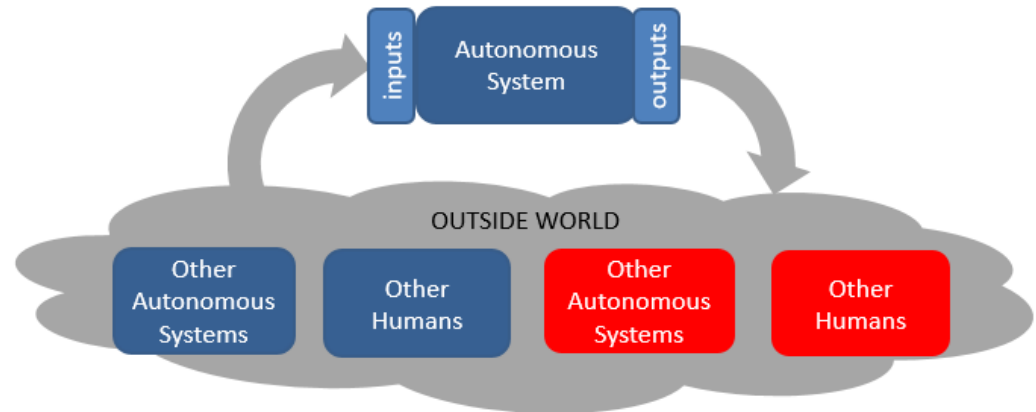 inputs
Autonomous
System
outputs
OUTSIDE WORLD
Other
Autonomous
Systems
Other
Humans
Other
Autonomous
Systems
Other
Humans